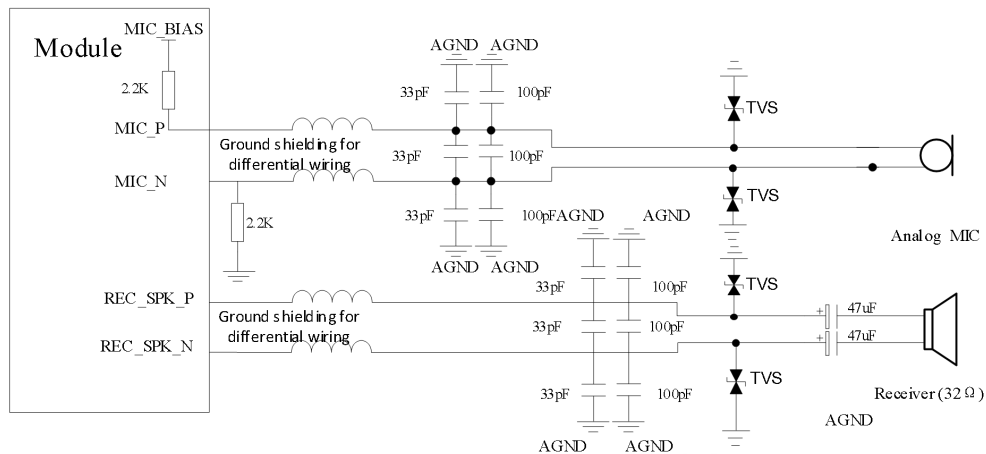 MIC_BIAS
Module
2.2K
MIC_P
MIC_N
2.2K
Ground shielding for
differential wiring
AGND
AGND
33pF
100pF
33pF
100pF
33pF
100pF
AGND
AGND
TVS
TVS
Analog MIC
REC_SPK_P
REC_SPK_N
Ground shielding for
differential wiring
AGND
AGND
33pF
100pF
33pF
100pF
33pF
100pF
AGND
AGND
TVS
TVS
+
47uF
+
47uF
Receiver(32Ω)
AGND